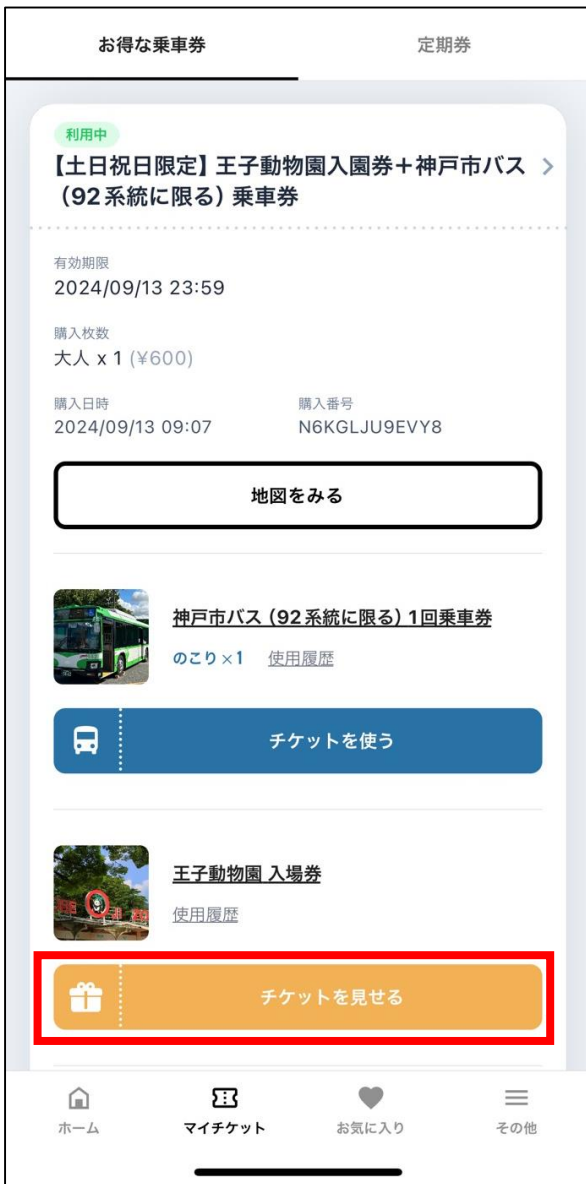 お得な乗車券 定期券
利用中
【土日祝日限定】王子動物園入園券＋神戸市バス
（92系統に限る）乗車券
有効期限
2024/09/13 23:59
購入枚数
大人 x 1 (¥600)
購入日時 購入番号
2024/09/13 09:07 N6KGLJU9EVY8
地図をみる
神戸市バス（92系統に限る）1回乗車券
のこり×1 使用履歴
チケットを使う
王子動物園 入場券
使用履歴
チケットを見せる
ホーム マイチケット お気に入り その他